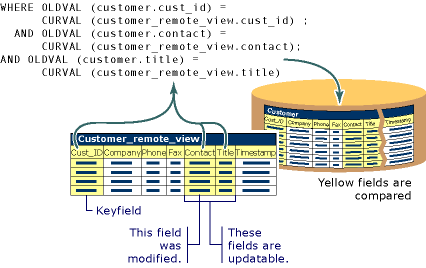 WHERE OLDVAL (customer.cust_id) =
CURVAL (customer_remote_view.cust_id) ;
AND OLDVAL (customer.contact) =
CURVAL (customer_remote_view.contact);
AND OLDVAL (customer.title) =
CURVAL (customer_remote_view.title)
Customer
Cust_ID Company Phone Fax Contact Title Timestamp
Customer_remote_view
Cust_ID Company Phone Fax Contact Title Timestamp
Yellow fields are
compared
Keyfield
This field
was
modified.
These
fields are
updatable.